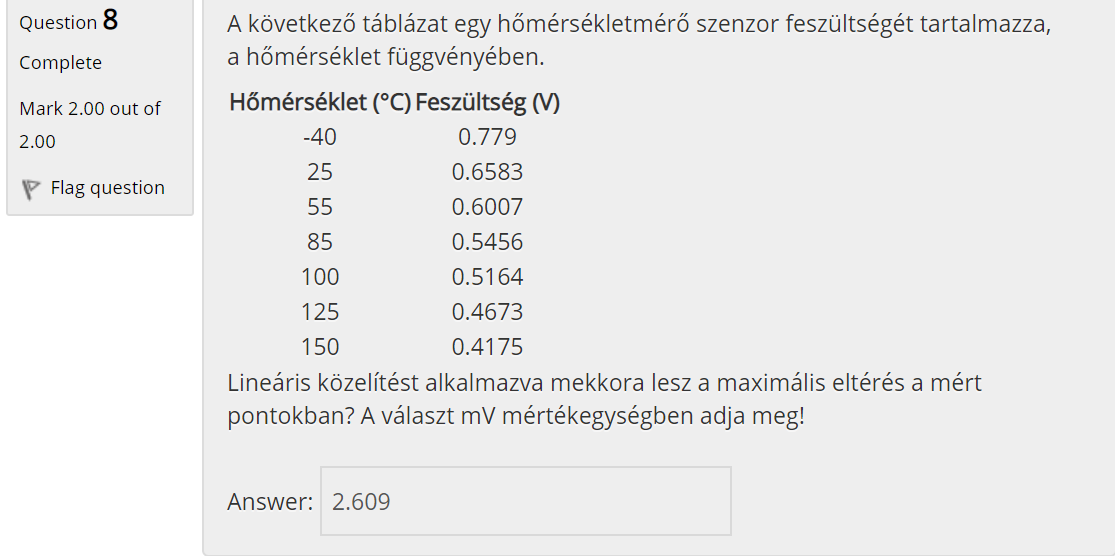 Question 8
Complete
Mark 2.00 out of
2.00
Flag question
A következő táblázat egy hőmérsékletmérő szenzor feszültségét tartalmazza,
a hőmérséklet függvényében.
Hőmérséklet (°C) Feszültség (V)
-40 0.779
25 0.6583
55 0.6007
85 0.5456
100 0.5164
125 0.4673
150 0.4175
Lineáris közelítést alkalmazva mekkora lesz a maximális eltérés a mért
pontokban? A választ mV mértékegységben adja meg!
Answer: 2.609